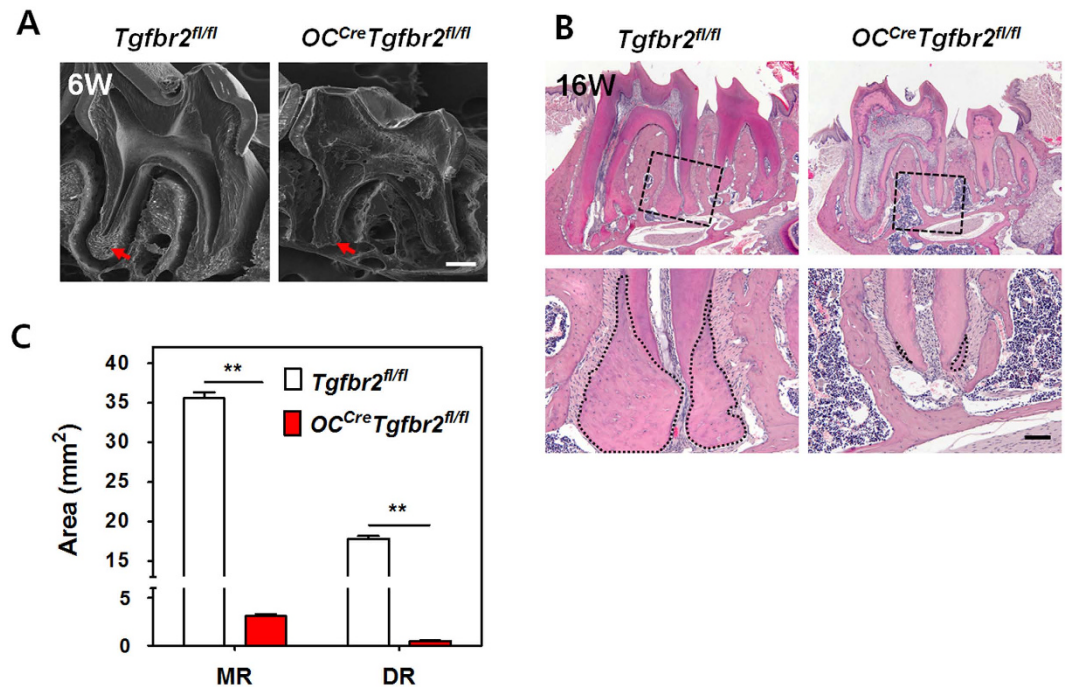 A
Tgfbr2fl/fl
OCCreTgfbr2fl/fl
6W
B
Tgfbr2fl/fl
OCCreTgfbr2fl/fl
16W
C
Area (mm2)
40
35
30
25
20
15
5
0
**
**
Tgfbr2fl/fl
OCCreTgfbr2fl/fl
MR
DR